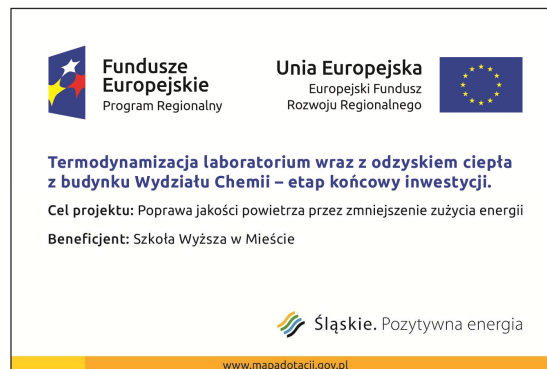 Fundusze
Europejskie
Program Regionalny
Unia Europejska
Europejski Fundusz
Rozwoju Regionalnego
Termodynamizacja laboratorium wraz z odzyskiem ciepła
z budynku Wydziału Chemii – etap końcowy inwestycji.
Cel projektu: Poprawa jakości powietrza przez zmniejszenie zużycia energii
Beneficjent: Szkoła Wyższa w Mieście
Śląskie. Pozytywna energia
www.mapadotacji.gov.pl